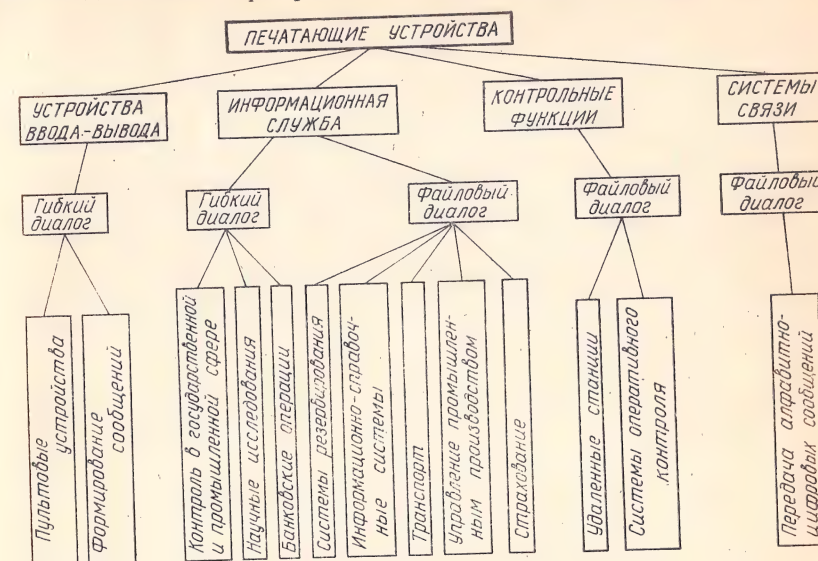 ПЕЧАТАЮЩИЕ УСТРОЙСТВА
УСТРОЙСТВА
ВВОДА-ВЫВОДА
ИНФОРМАЦИОННАЯ
СЛУЖБА
КОНТРОЛЬНЫЕ
ФУНКЦИИ
СИСТЕМЫ
СВЯЗИ
Гибкий
диалог
Гибкий
диалог
Файловый
диалог
Файловый
диалог
Файловый
диалог
Пультовые
устройства
Формирование
сообщений
Контроль в государственной
и промышленной сфере
Научные исследования
Банковские операции
Системы резервирования
Информационно-справоч-
ные системы
Транспорт
Управление промышлен-
ным производством
Страхование
Удаленные станции
Системы оперативного
контроля
Передача алфавитно-
цифровых сообщений